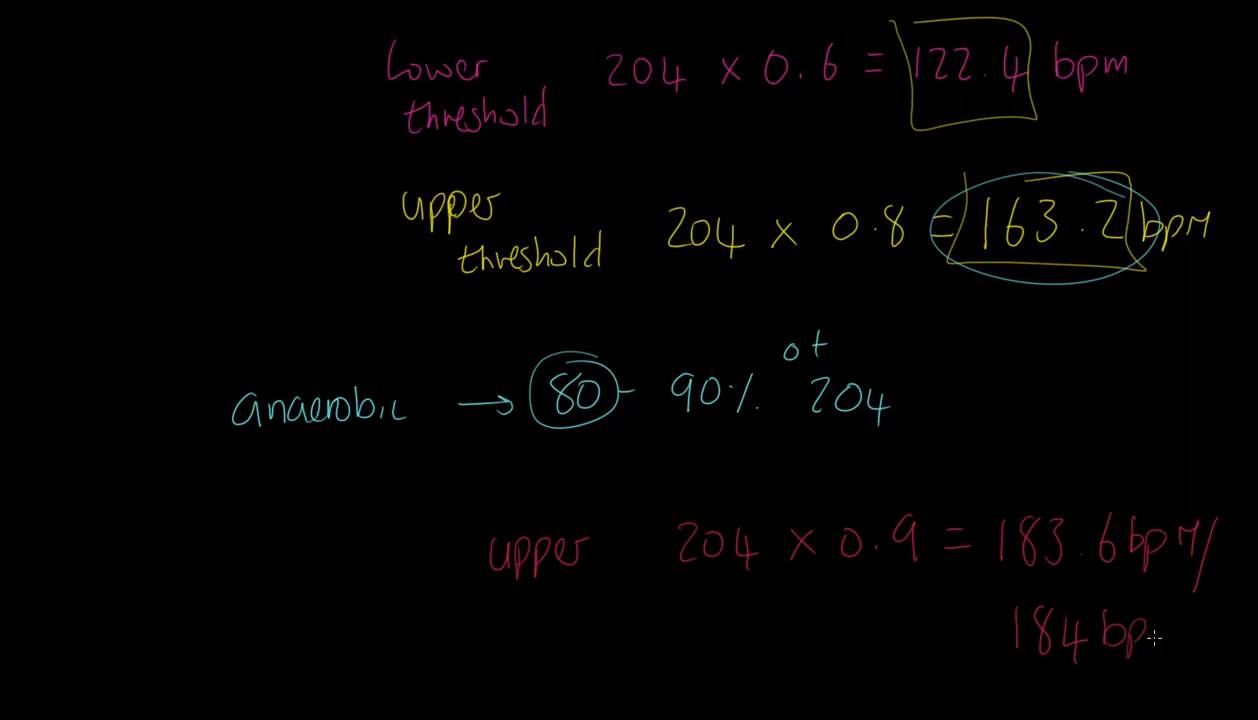 Lower threshold 204 × 0.6 = 122.4 bpm
upper threshold 204 × 0.8 = 163.2 bpm
anaerobic → 80 - 90% of 204
upper 204 × 0.9 = 183.6 bpm/
184 bp